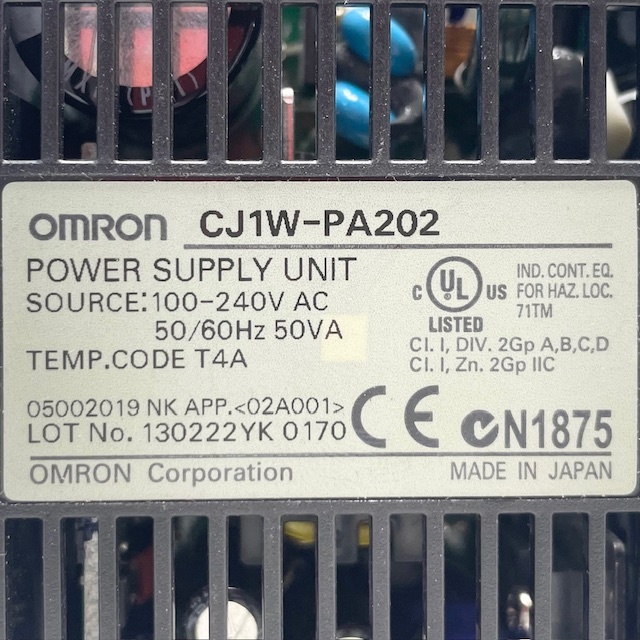 OMRON CJ1W-PA202
POWER SUPPLY UNIT
SOURCE:100-240V AC
50/60Hz 50VA
TEMP.CODE T4A
C UL US
LISTED
IND. CONT. EQ.
FOR HAZ. LOC.
71TM
Cl. I, DIV. 2Gp A,B,C,D
Cl. I, Zn. 2Gp IIC
05002019 NK APP.<02A001>
LOT No. 130222YK 0170
CE
N1875
OMRON Corporation
MADE IN JAPAN